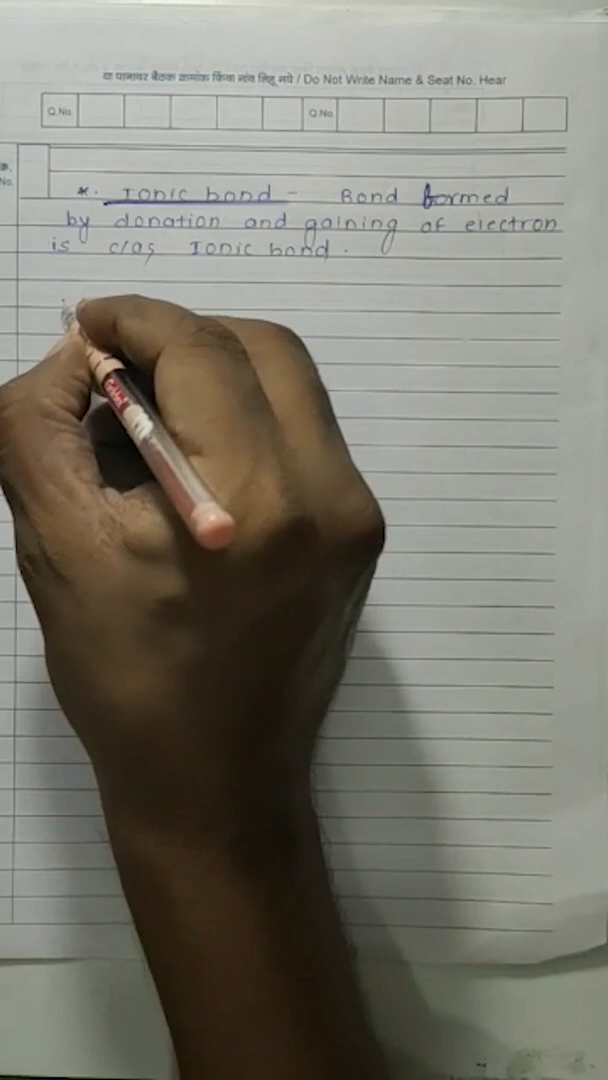 या पानावर बैठक क्रमांक किंवा नांव लिहू नये / Do Not Write Name & Seat No. Hear
Q.No. Q.No.
क्र.
No.
*. Ionic bond - Bond formed
by donation and gaining of electron
is c/as Ionic bond.